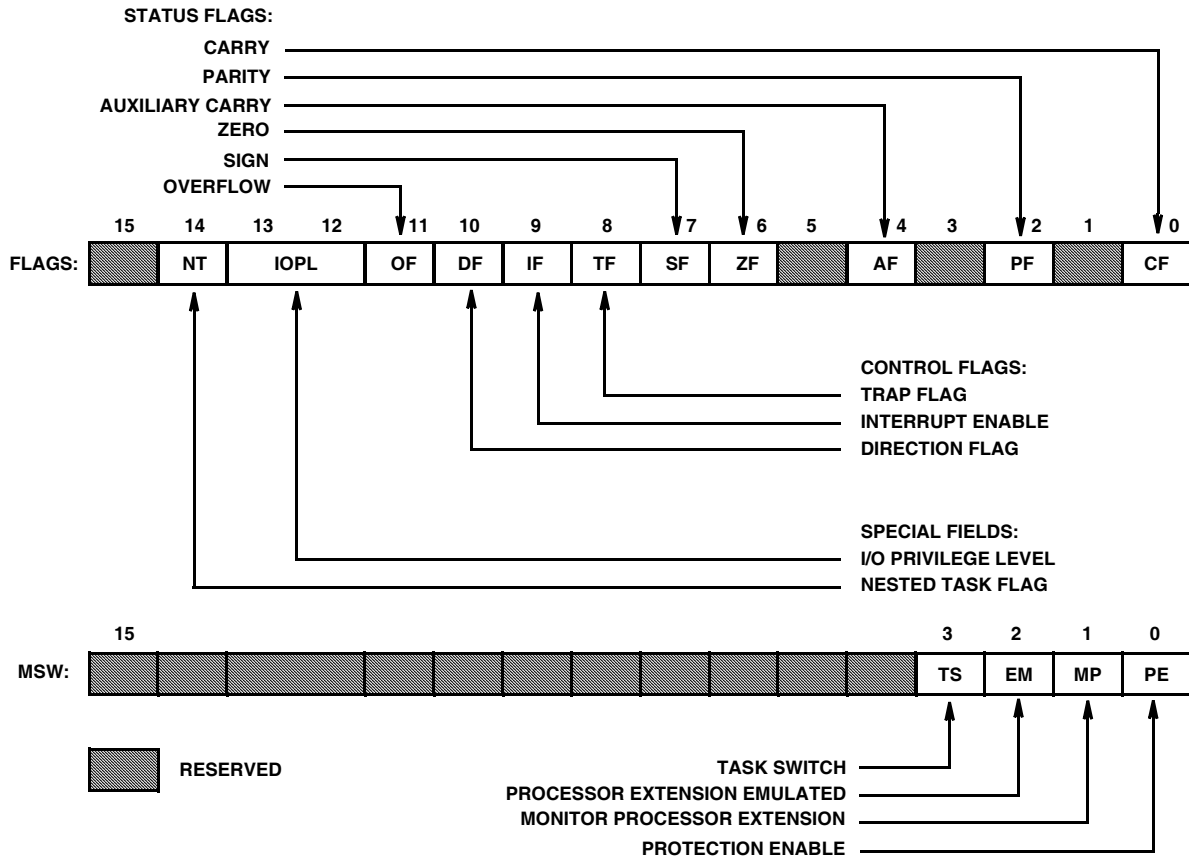 STATUS FLAGS:
CARRY
PARITY
AUXILIARY CARRY
ZERO
SIGN
OVERFLOW
15 14 13 12 11 10 9 8 7 6 5 4 3 2 1 0
FLAGS: NT IOPL OF DF IF TF SF ZF AF PF CF
CONTROL FLAGS:
TRAP FLAG
INTERRUPT ENABLE
DIRECTION FLAG
SPECIAL FIELDS:
I/O PRIVILEGE LEVEL
NESTED TASK FLAG
15 3 2 1 0
MSW: TS EM MP PE
RESERVED
TASK SWITCH
PROCESSOR EXTENSION EMULATED
MONITOR PROCESSOR EXTENSION
PROTECTION ENABLE